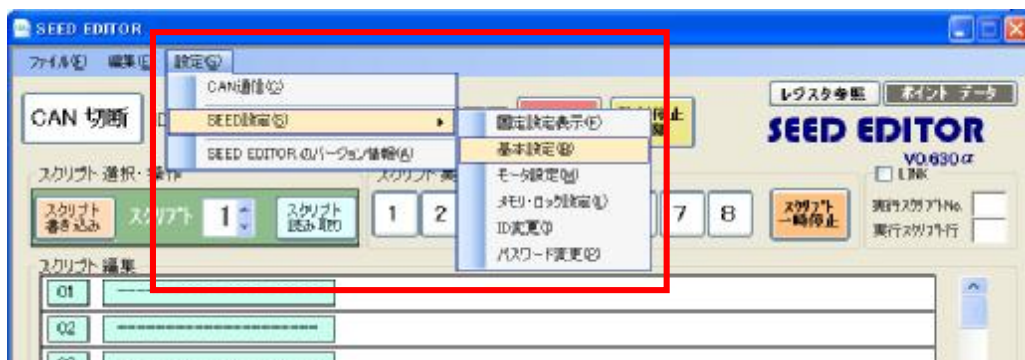 SEED EDITOR
ファイル(F) 編集(E) 設定(S)
CAN通信(C)
SEED設定(S)
SEED EDITOR のバージョン情報(A)
固定設定表示(F)
基本設定(B)
モータ設定(M)
メモリ・ロック設定(L)
ID変更(I)
パスワード変更(P)
CAN 切断
レジスタ参照 ポイント データ
SEED EDITOR
V0.630α
スクリプト 選択・操作
LINK
スクリプト書き込み
スクリプト 1
スクリプト読み取り
1 2 7 8
スクリプト一時停止
実行スクリプトNo.
実行スクリプト行
スクリプト 編集
01 --------------------
02 --------------------